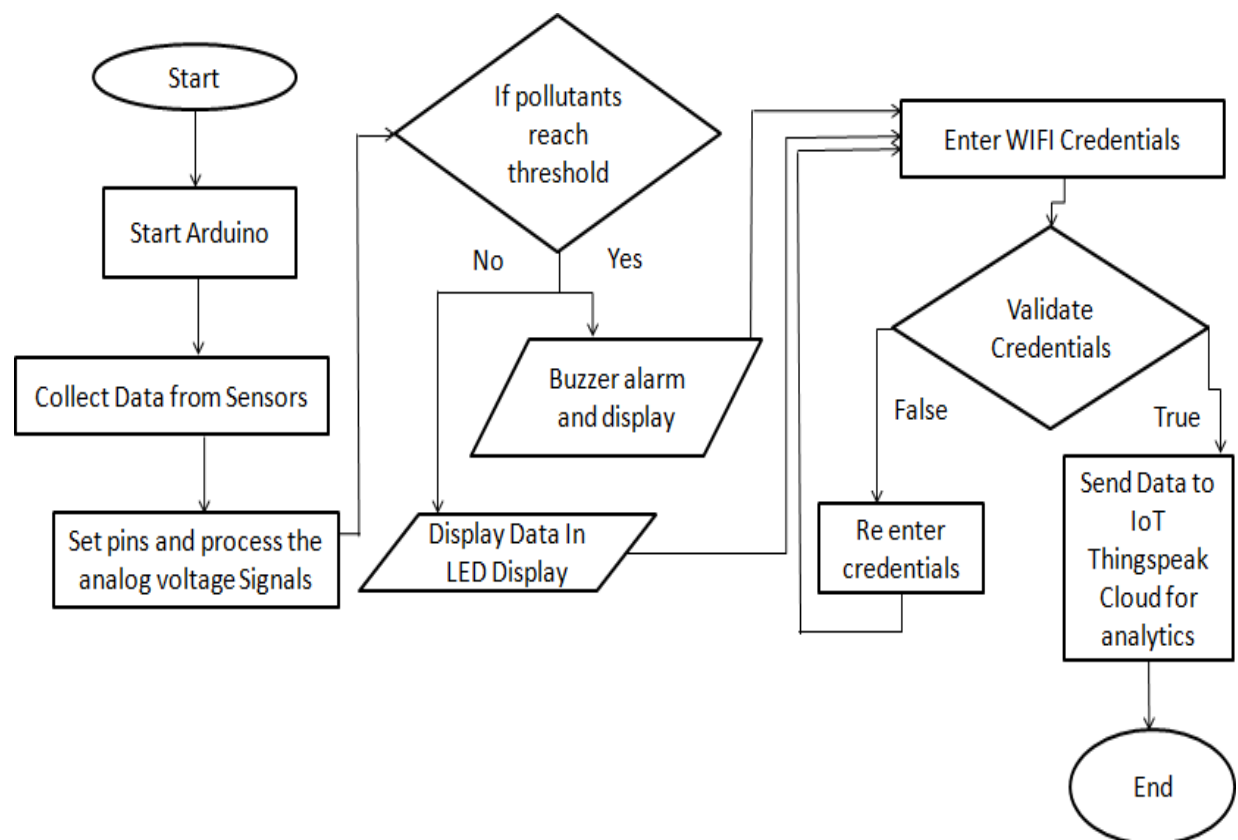 Start
Start Arduino
Collect Data from Sensors
Set pins and process the
analog voltage Signals
If pollutants
reach
threshold
No
Yes
Buzzer alarm
and display
Display Data In
LED Display
Enter WIFI Credentials
Validate
Credentials
False
True
Re enter
credentials
Send Data to
IoT
Thingspeak
Cloud for
analytics
End